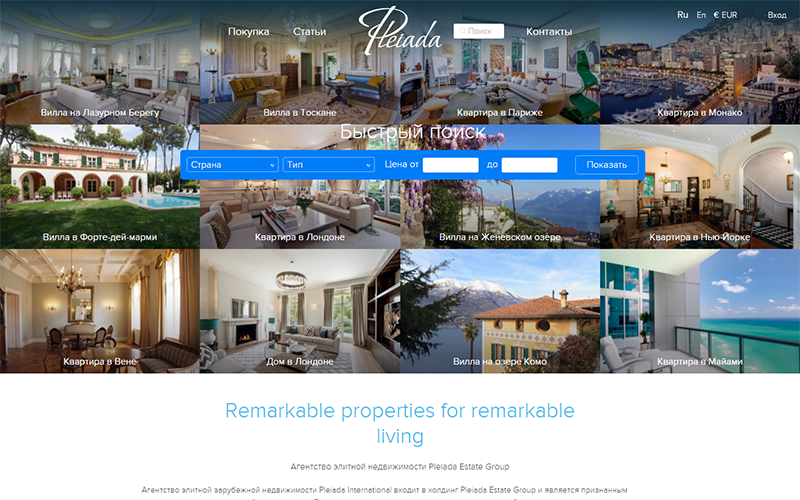 Ru En € EUR Вход
Покупка Статьи Pleiada Поиск Контакты
Вилла на Лазурном Берегу Вилла в Тоскане Квартира в Париже Квартира в Монако
Быстрый поиск
Страна Тип Цена от до Показать
Вилла в Форте-дей-марми Квартира в Лондоне Вилла на Женевском озере Квартира в Нью-Йорке
Квартира в Вене Дом в Лондоне Вилла на озере Комо Квартира в Майами
Remarkable properties for remarkable
living
Агентство элитной недвижимости Pleiada Estate Group
Агентство элитной зарубежной недвижимости Pleiada International входит в холдинг Pleiada Estate Group и является признанным